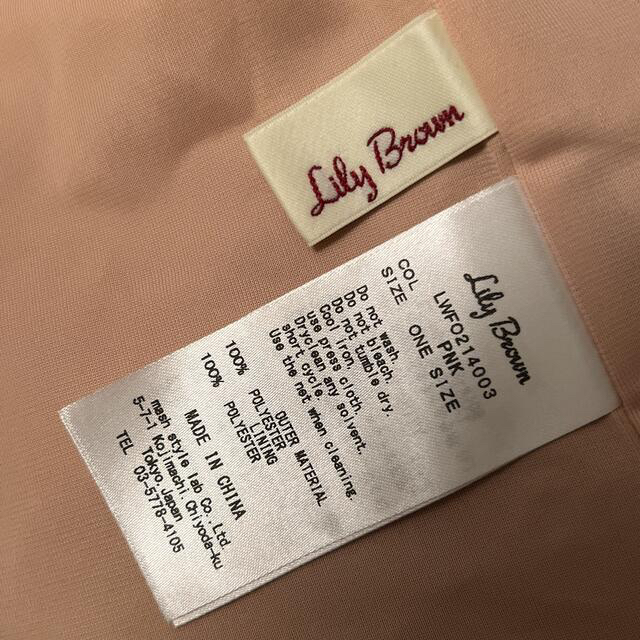 Lily Brown
Lily Brown
LWFO214003
COL PNK
SIZE ONE SIZE
Do not wash.
Do not bleach.
Do not tumble dry.
Cool iron.
use press cloth.
Dryclean any solvent.
short cycle.
Use the net when cleaning.
OUTER MATERIAL
100% POLYESTER
LINING
100% POLYESTER
MADE IN CHINA
mash style lab Co. Ltd.
5-7-1 Kojimachi. Chiyoda-ku
Tokyo.Japan
TEL 03-5778-4105